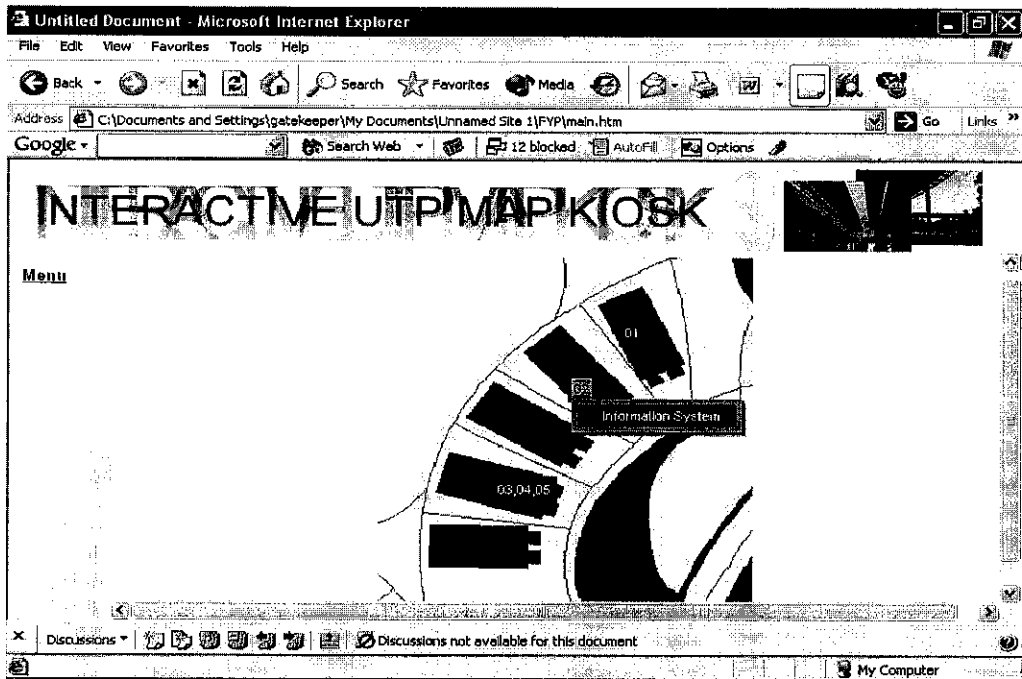 Untitled Document - Microsoft Internet Explorer
File Edit View Favorites Tools Help
Back Search Favorites Media
Address C:\Documents and Settings\gatekeeper\My Documents\Unnamed Site 1\FYP\main.htm Go Links »
Google Search Web 12 blocked AutoFill Options
INTERACTIVE UTP MAP KIOSK
Menu
01
Information System
03,04,05
Discussions Discussions not available for this document
My Computer